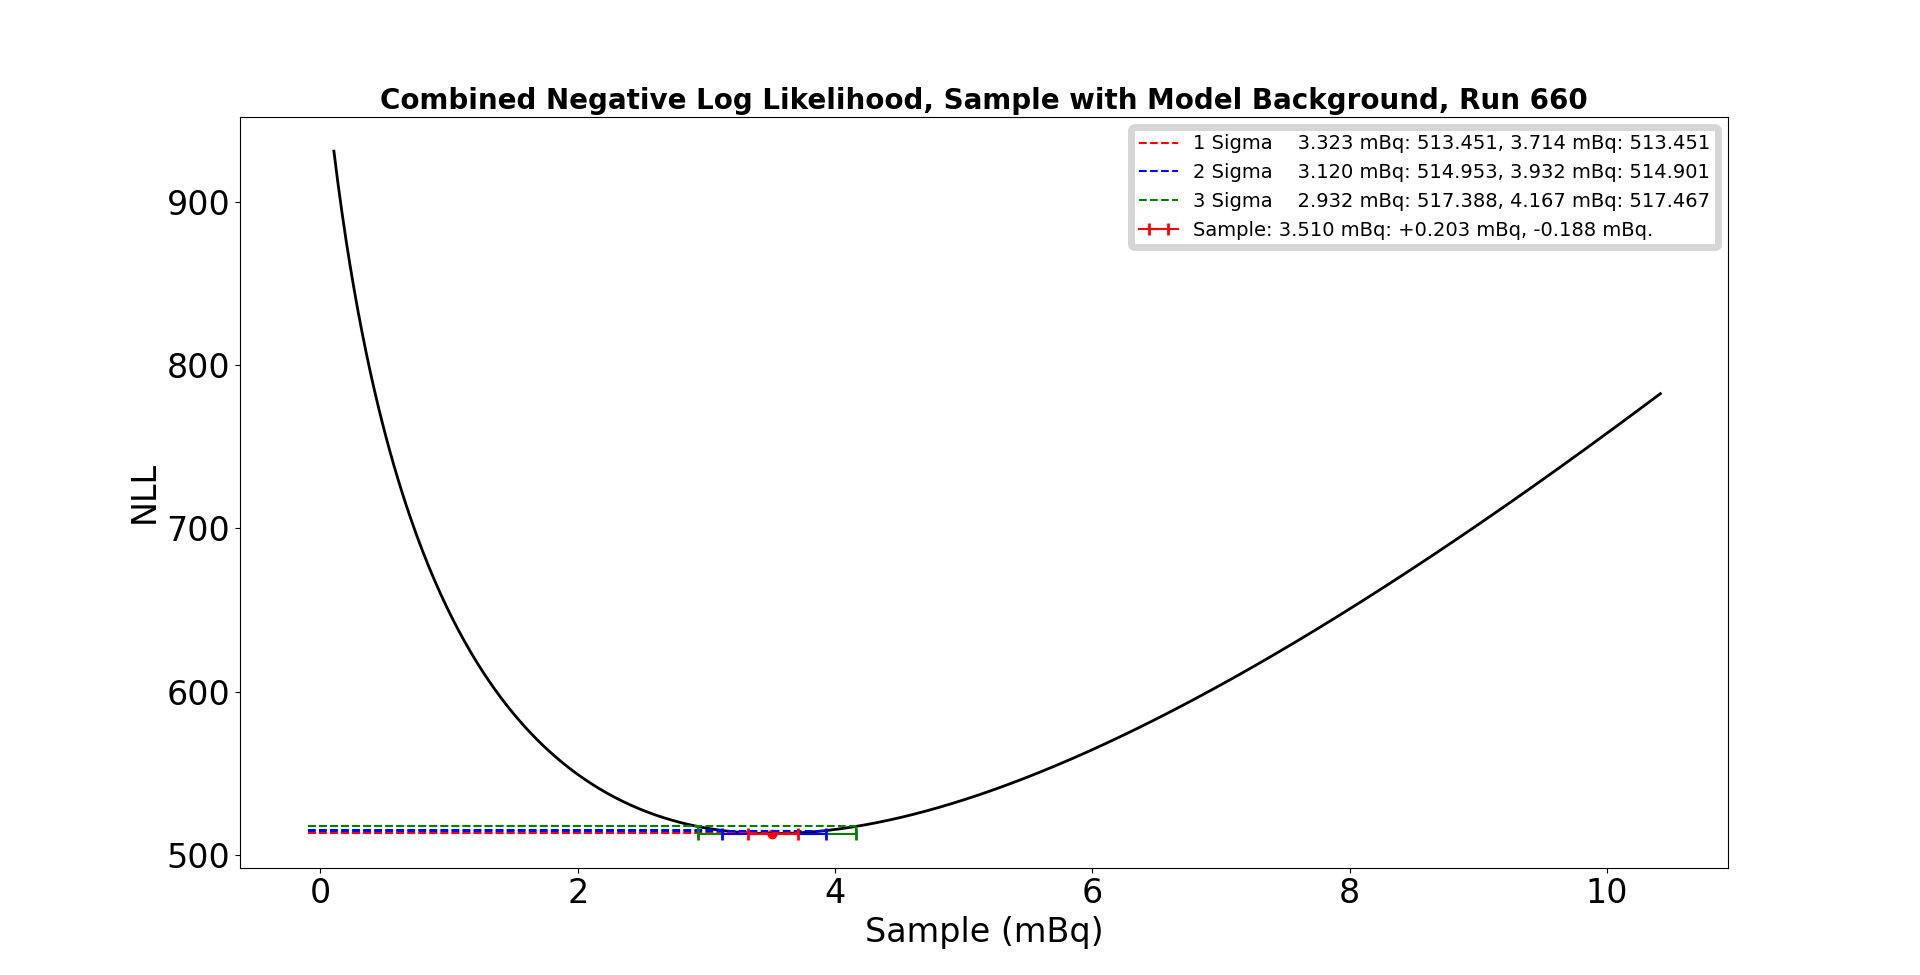 Combined Negative Log Likelihood, Sample with Model Background, Run 660
1 Sigma    3.323 mBq: 513.451, 3.714 mBq: 513.451
2 Sigma    3.120 mBq: 514.953, 3.932 mBq: 514.901
3 Sigma    2.932 mBq: 517.388, 4.167 mBq: 517.467
Sample: 3.510 mBq: +0.203 mBq, -0.188 mBq.
NLL
900
800
700
600
500
0 2 4 6 8 10
Sample (mBq)